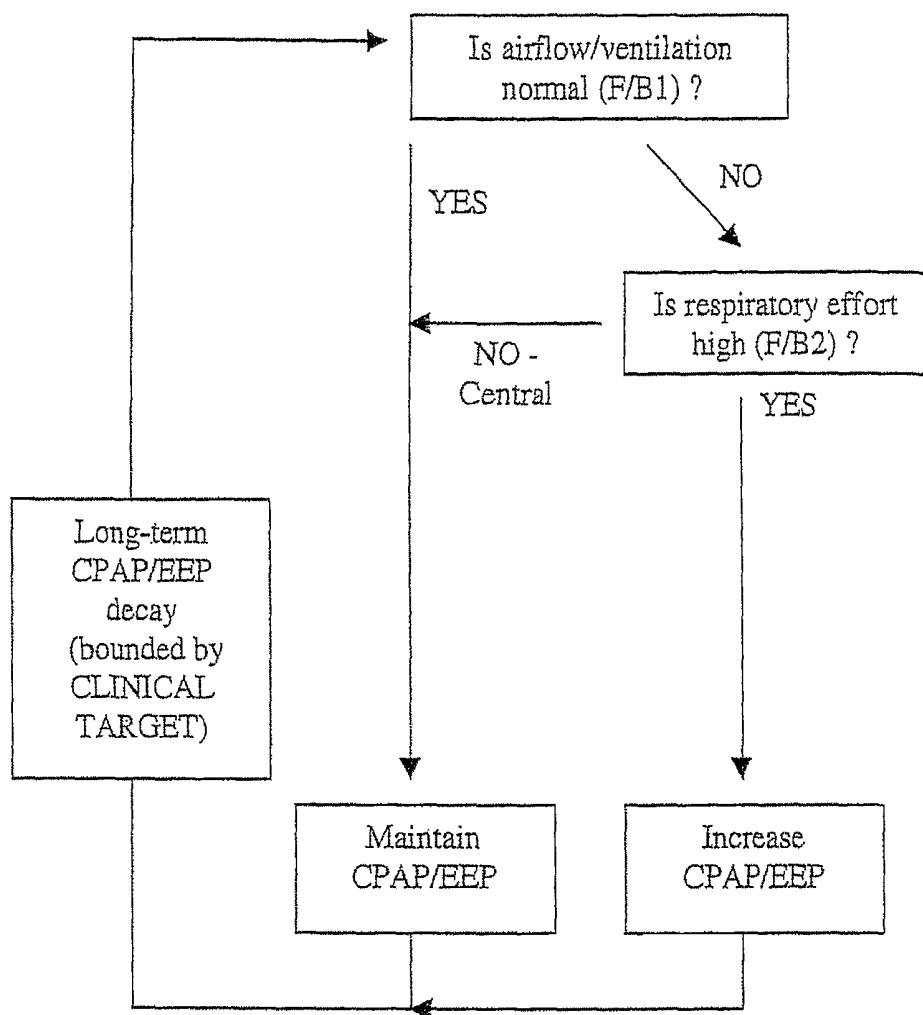 Is airflow/ventilation
normal (F/B1) ?
YES
NO
Is respiratory effort
high (F/B2) ?
NO -
Central
YES
Long-term
CPAP/EEP
decay
(bounded by
CLINICAL
TARGET)
Maintain
CPAP/EEP
Increase
CPAP/EEP